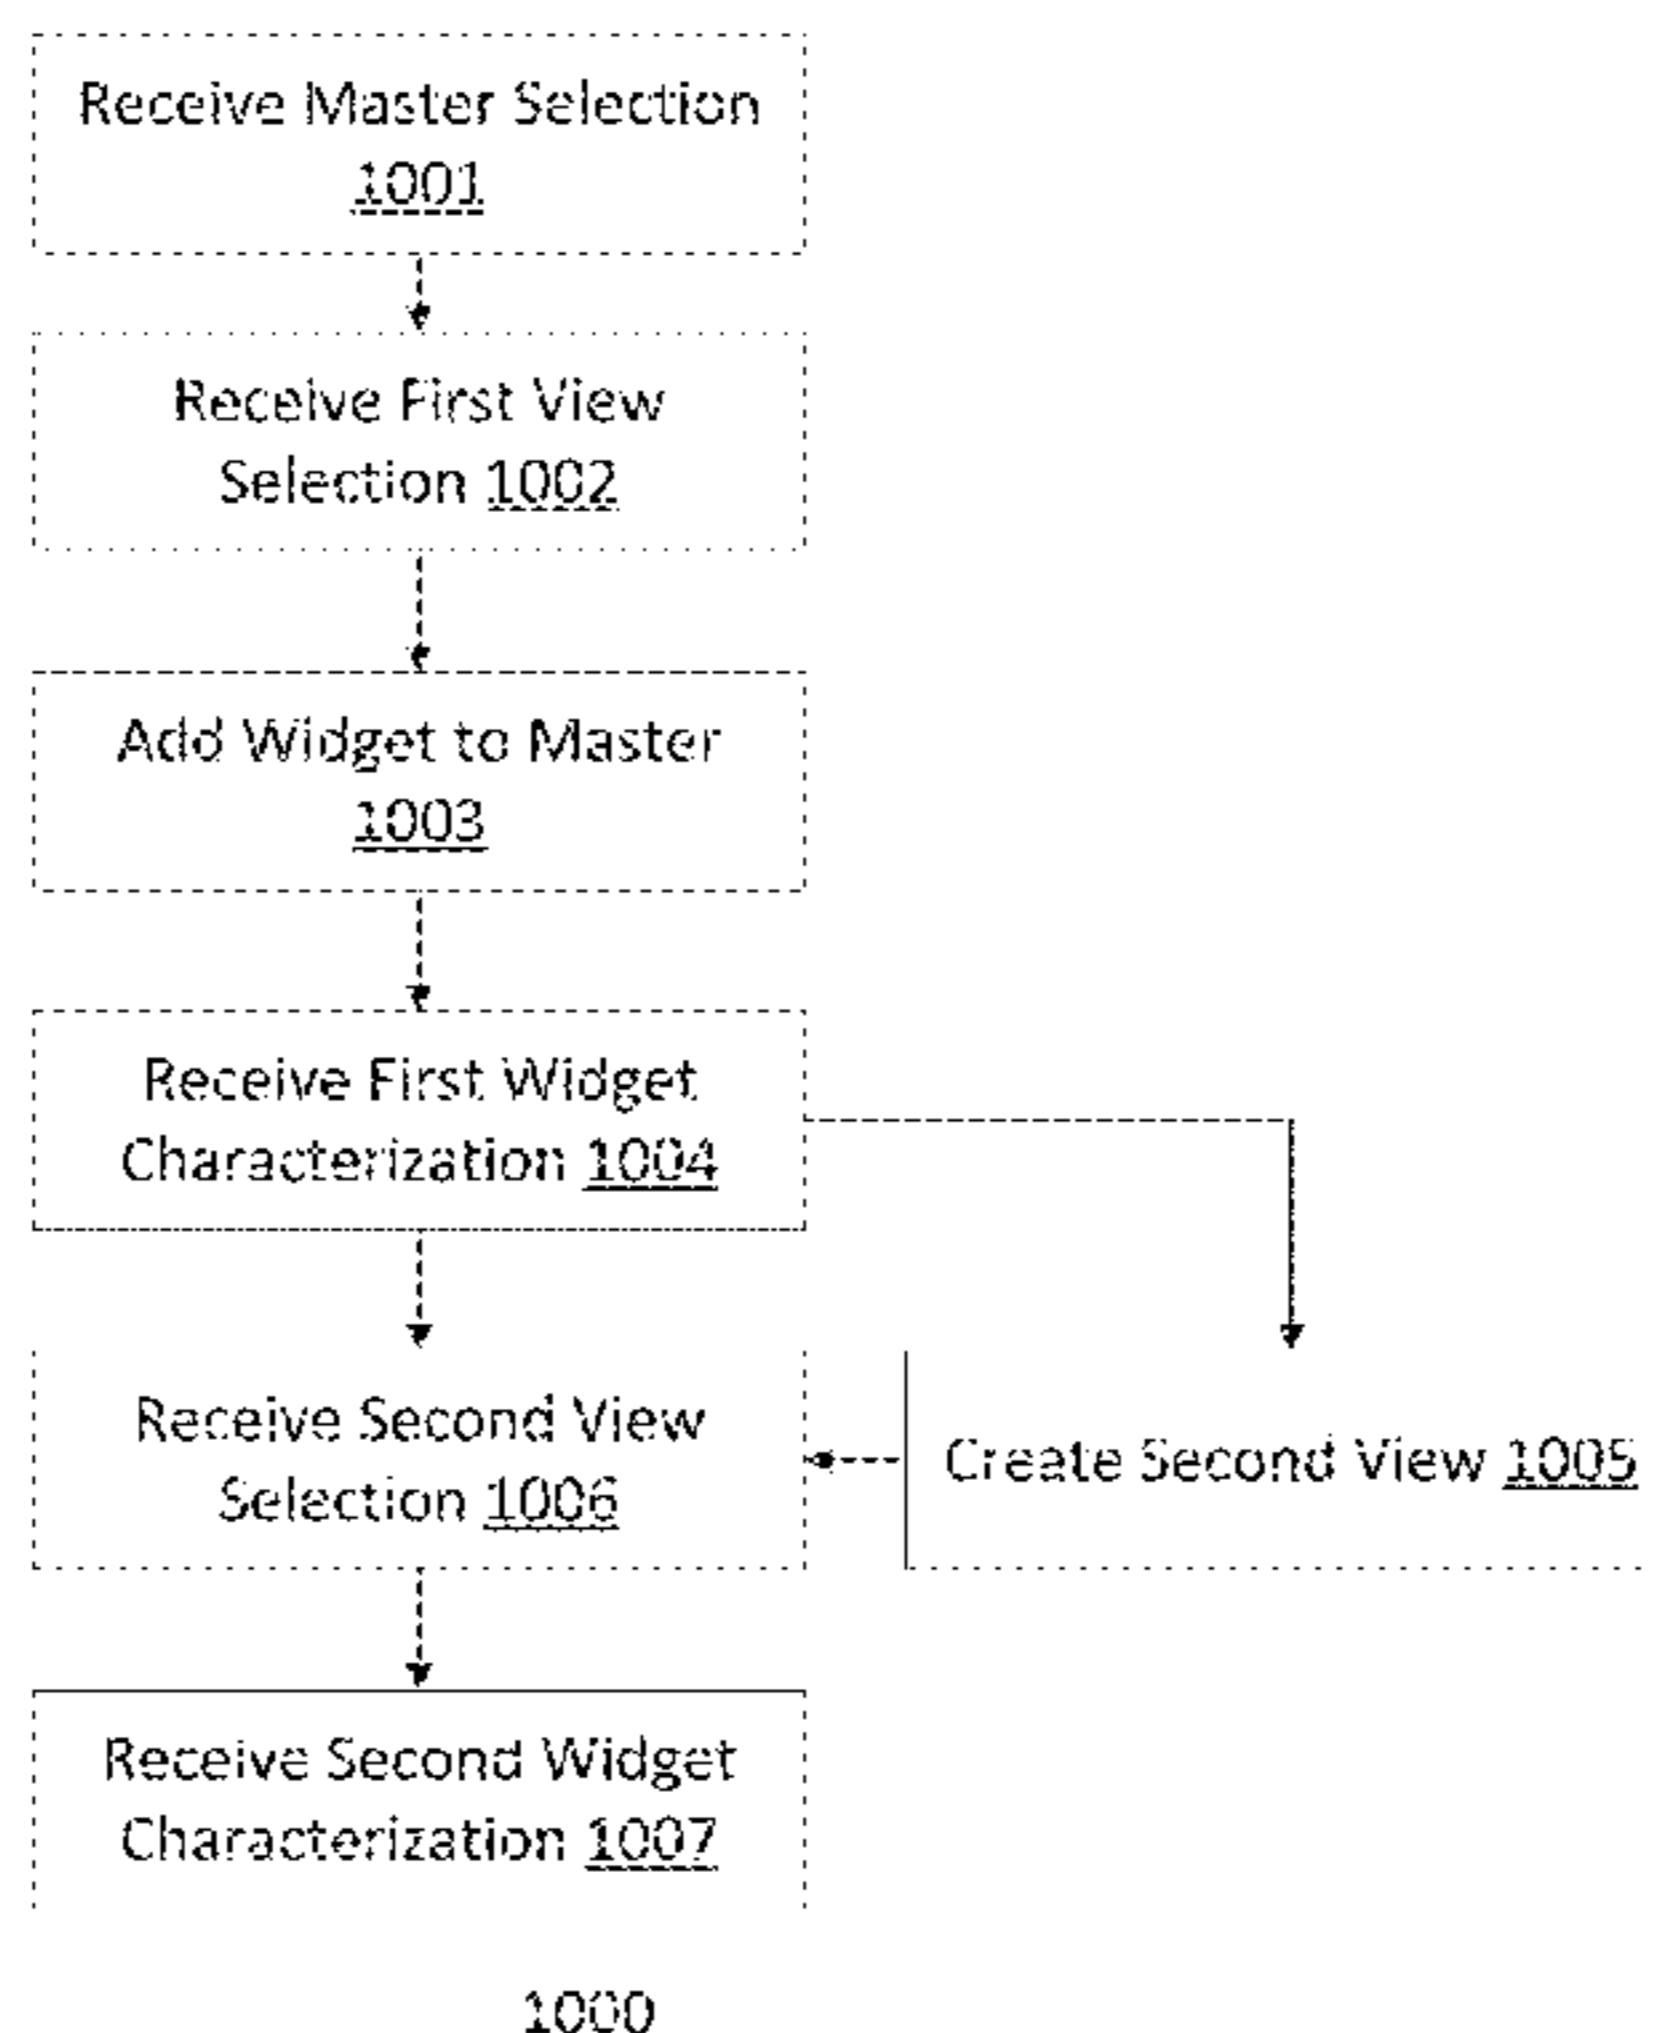 Receive Master Selection
1001
Receive First View
Selection 1002
Add Widget to Master
1003
Receive First Widget
Characterization 1004
Receive Second View
Selection 1006
Create Second View 1005
Receive Second Widget
Characterization 1007
1000